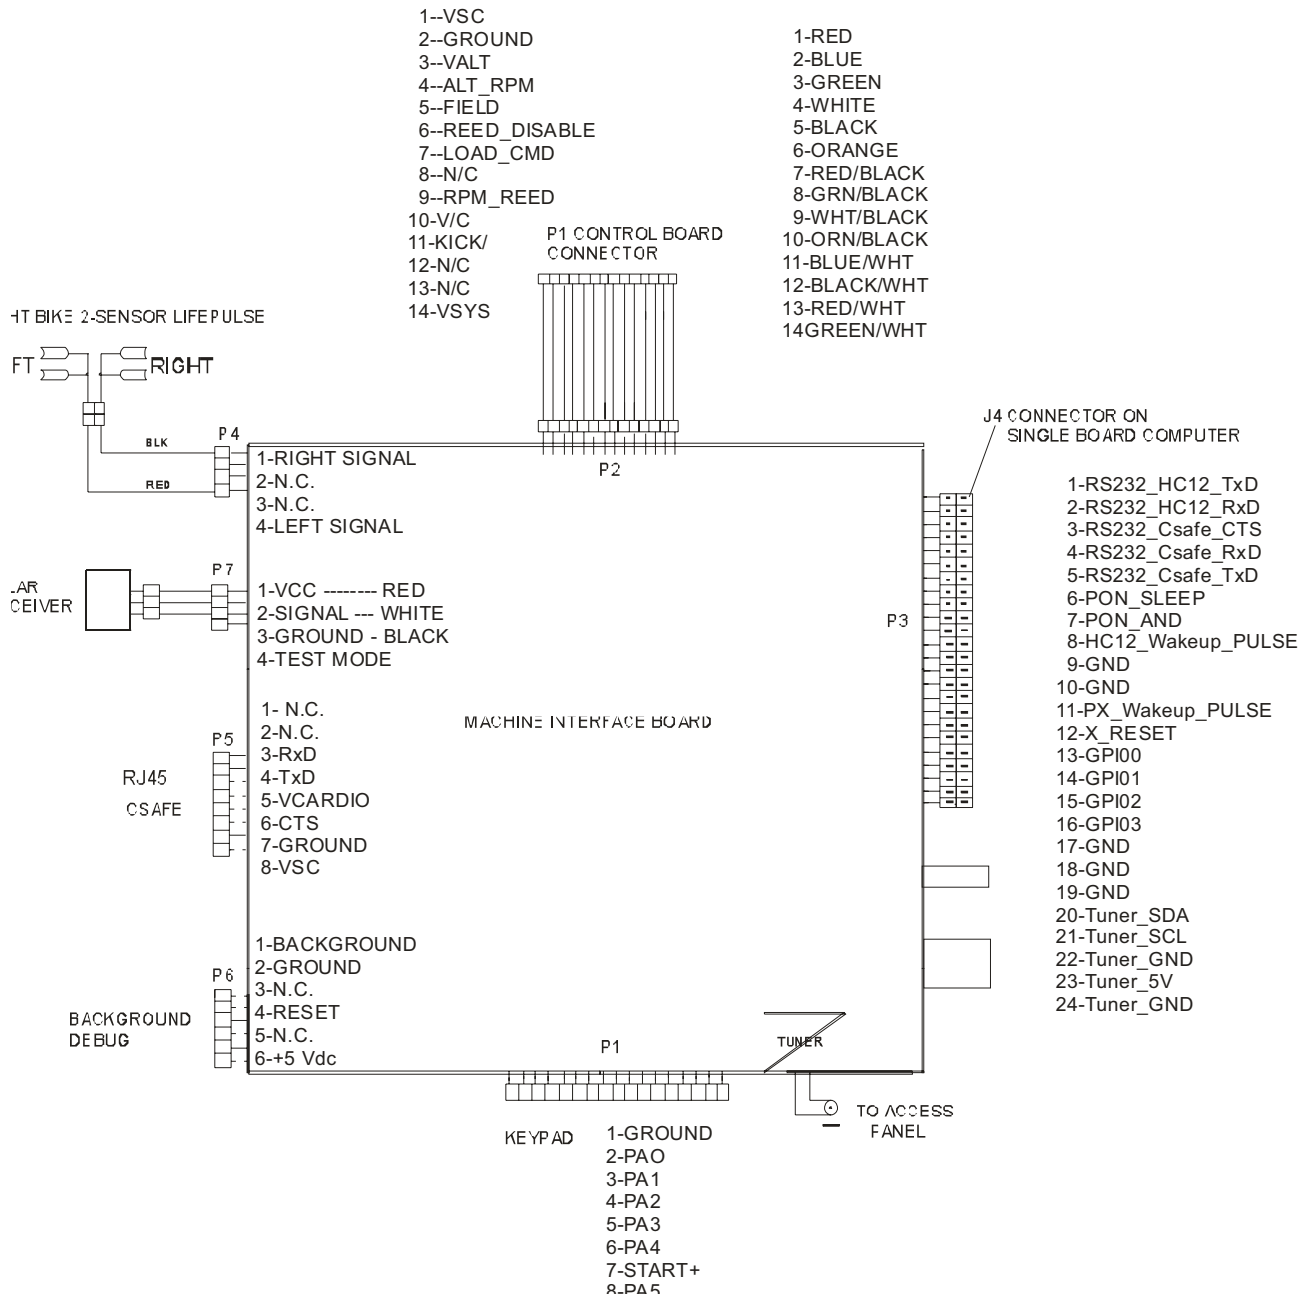 1--VSC
2--GROUND
3--VALT
4--ALT_RPM
5--FIELD
6--REED_DISABLE
7--LOAD_CMD
8--N/C
9--RPM_REED
10-V/C
11-KICK/
12-N/C
13-N/C
14-VSYS
1-RED
2-BLUE
3-GREEN
4-WHITE
5-BLACK
6-ORANGE
7-RED/BLACK
8-GRN/BLACK
9-WHT/BLACK
10-ORN/BLACK
11-BLUE/WHT
12-BLACK/WHT
13-RED/WHT
14GREEN/WHT
P1 CONTROL BOARD
CONNECTOR
HT BIKE 2-SENSOR LIFEPULSE
FT
RIGHT
BLK
RED
P4
1-RIGHT SIGNAL
2-N.C.
3-N.C.
4-LEFT SIGNAL
P2
J4 CONNECTOR ON
SINGLE BOARD COMPUTER
LAR
CEIVER
P7
1-VCC -------- RED
2-SIGNAL --- WHITE
3-GROUND - BLACK
4-TEST MODE
P3
1-RS232_HC12_TxD
2-RS232_HC12_RxD
3-RS232_Csafe_CTS
4-RS232_Csafe_RxD
5-RS232_Csafe_TxD
6-PON_SLEEP
7-PON_AND
8-HC12_Wakeup_PULSE
9-GND
10-GND
11-PX_Wakeup_PULSE
12-X_RESET
13-GPI00
14-GPI01
15-GPI02
16-GPI03
17-GND
18-GND
19-GND
20-Tuner_SDA
21-Tuner_SCL
22-Tuner_GND
23-Tuner_5V
24-Tuner_GND
MACHINE INTERFACE BOARD
P5
RJ45
CSAFE
1- N.C.
2-N.C.
3-RxD
4-TxD
5-VCARDIO
6-CTS
7-GROUND
8-VSC
P6
BACKGROUND
DEBUG
1-BACKGROUND
2-GROUND
3-N.C.
4-RESET
5-N.C.
6-+5 Vdc
P1
TUNER
TO ACCESS
PANEL
KEYPAD
1-GROUND
2-PAO
3-PA1
4-PA2
5-PA3
6-PA4
7-START+
8-PA5